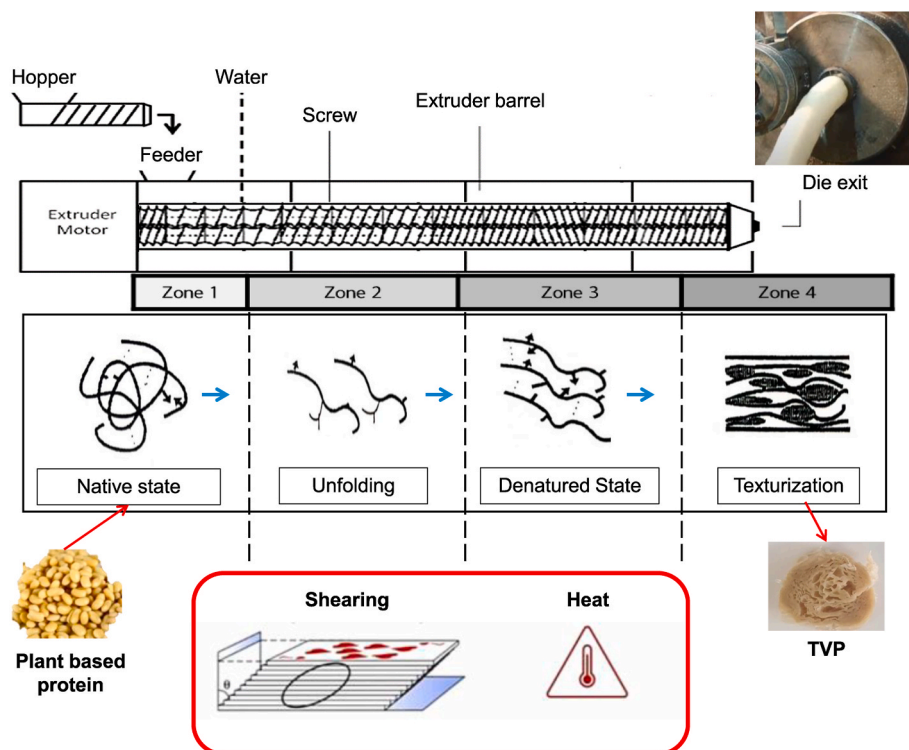 Hopper
Water
Screw
Extruder barrel
Feeder
Die exit
Extruder
Motor
Zone 1
Zone 2
Zone 3
Zone 4
Native state
Unfolding
Denatured State
Texturization
Shearing
Heat
θ
Plant based
protein
TVP